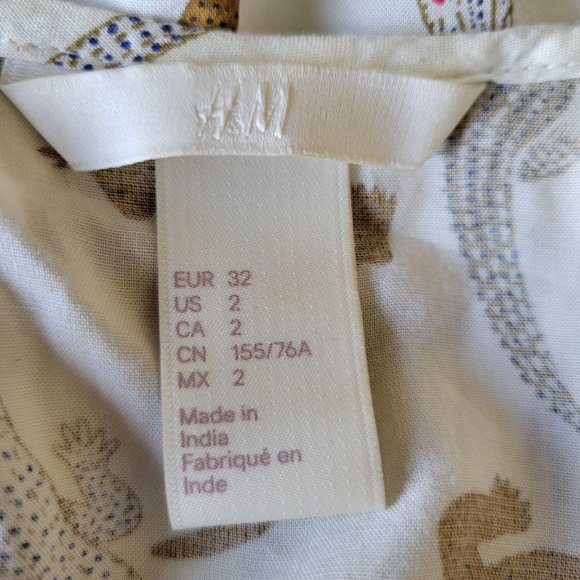 H&M
EUR 32
US 2
CA 2
CN 155/76A
MX 2
Made in
India
Fabriqué en
Inde